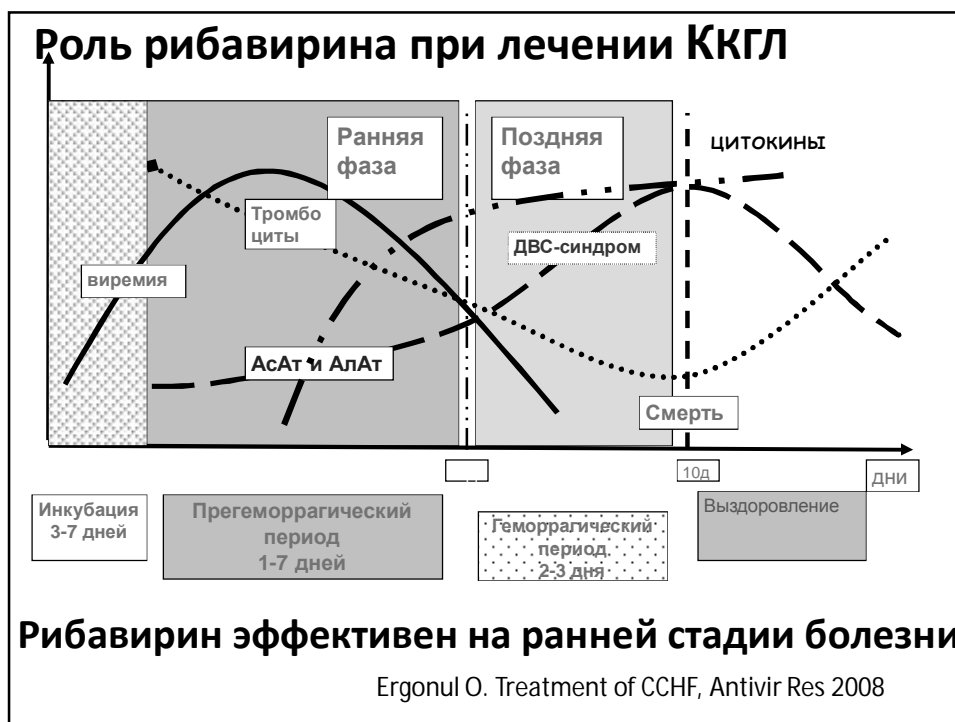 Роль рибавирина при лечении ККГЛ
Ранняя
фаза
Поздняя
фаза
цитокины
Тромбо
циты
ДВС-синдром
виремия
АсАт и АлАт
Смерть
10д
дни
Инкубация
3-7 дней
Прегеморрагический
период
1-7 дней
Геморрагический
период
2-3 дня
Выздоровление
Рибавирин эффективен на ранней стадии болезни
Ergonul O. Treatment of CCHF, Antivir Res 2008